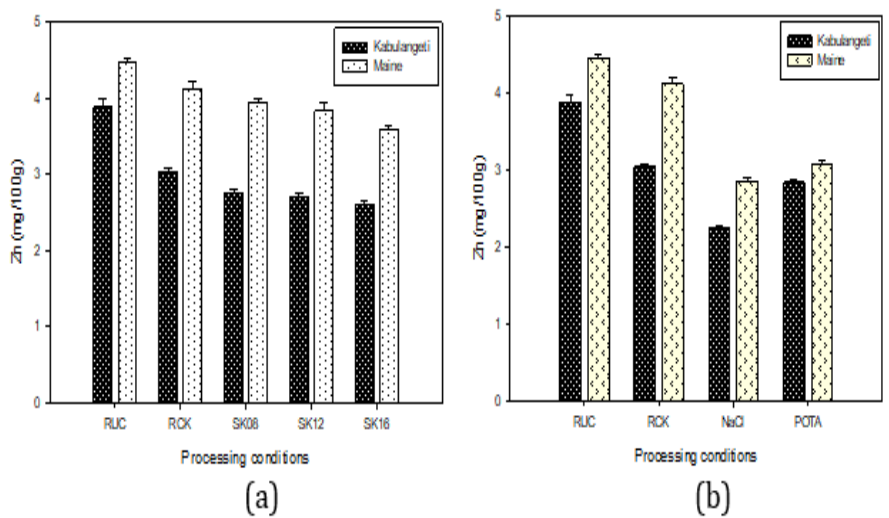 5
4
3
2
1
0
Zn (mg/100g)
Kabulangeti
Maine
RUC RCK SK08 SK12 SK16
Processing conditions
(a)
5
4
3
2
1
0
Zn (mg/100g)
Kabulangeti
Maine
RUC RCK NaCl POTA
Processing conditions
(b)